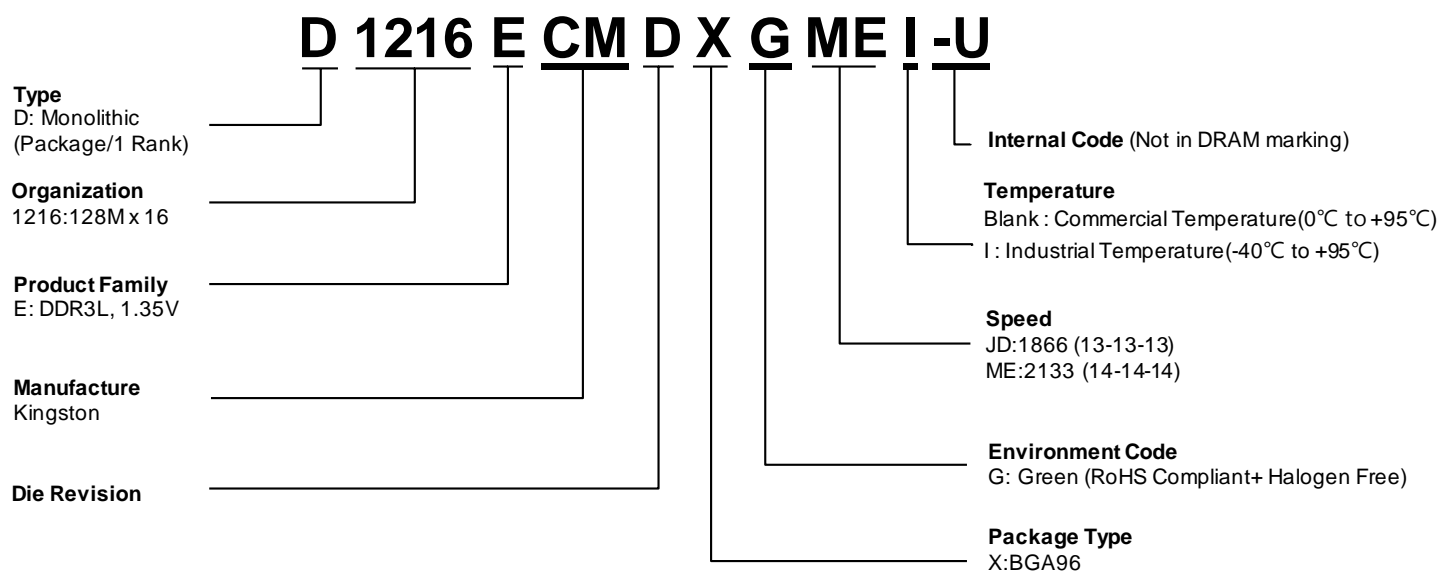 D 1216 E CM D X G ME I -U
Type
D: Monolithic
(Package/1 Rank)
Organization
1216:128M x 16
Product Family
E: DDR3L, 1.35V
Manufacture
Kingston
Die Revision
Internal Code (Not in DRAM marking)
Temperature
Blank : Commercial Temperature(0℃ to +95℃)
I : Industrial Temperature(-40℃ to +95℃)
Speed
JD:1866 (13-13-13)
ME:2133 (14-14-14)
Environment Code
G: Green (RoHS Compliant+ Halogen Free)
Package Type
X:BGA96